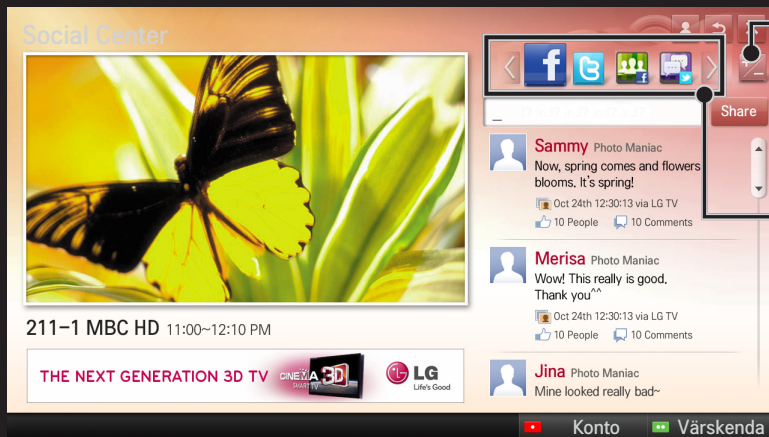 Social Center
Share
Sammy Photo Maniac
Now, spring comes and flowers
blooms. It's spring!
Oct 24th 12:30:13 via LG TV
10 People 10 Comments
Merisa Photo Maniac
Wow! This really is good.
Thank you^^
Oct 24th 12:30:13 via LG TV
10 People 10 Comments
Jina Photo Maniac
Mine looked really bad~
211-1 MBC HD 11:00~12:10 PM
THE NEXT GENERATION 3D TV CINEMA 3D SMART TV LG Life's Good
Konto Värskenda